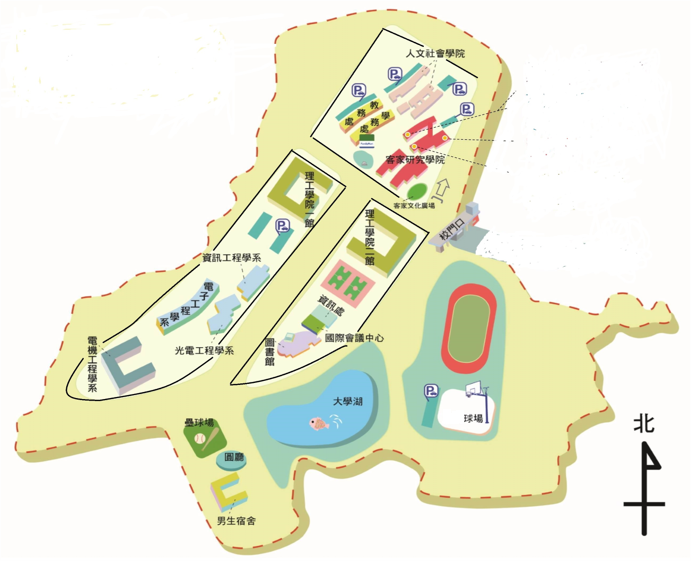 人文社會學院
P
P
P
P
教務處
學務處
客家研究學院
客家文化廣場
校門口
理工學院一館
P
理工學院二館
資訊工程學系
電子工程學系
光電工程學系
電機工程學系
資訊處
國際會議中心
圖書館
大學湖
P
球場
壘球場
圓廳
男生宿舍
北